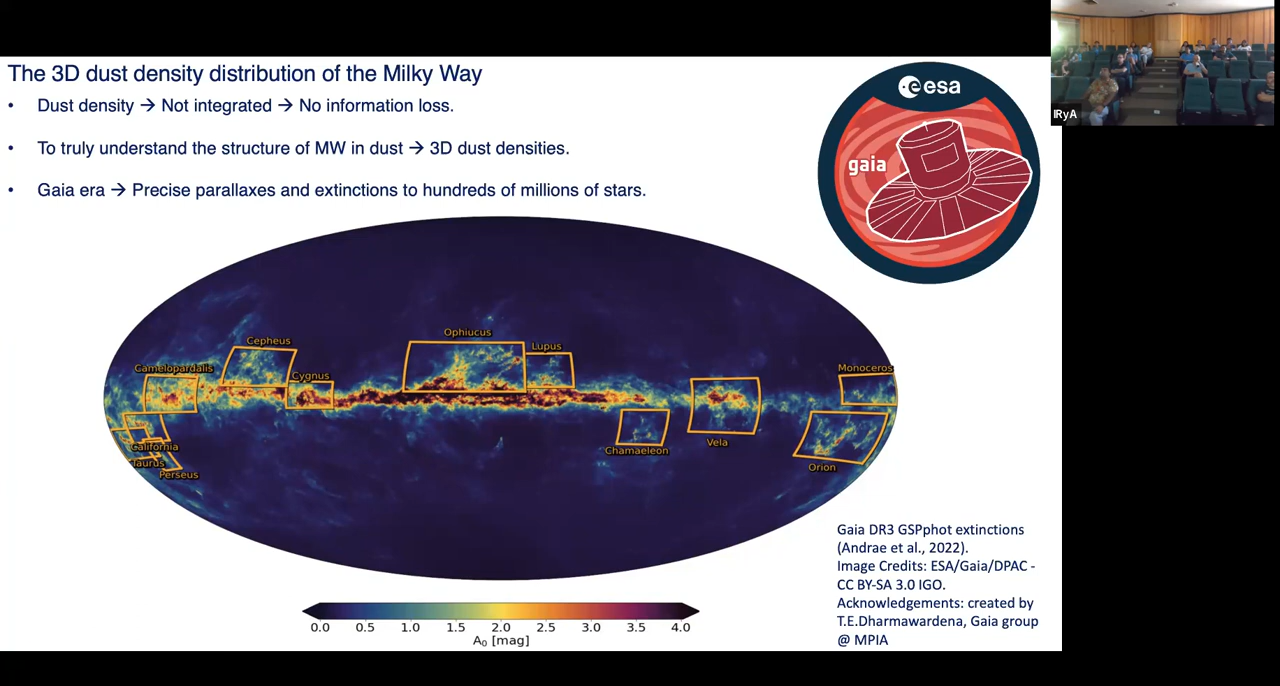 The 3D dust density distribution of the Milky Way
• Dust density → Not integrated → No information loss.
• To truly understand the structure of MW in dust → 3D dust densities.
• Gaia era → Precise parallaxes and extinctions to hundreds of millions of stars.
esa
gaia
IRyA
Cepheus
Ophiucus
Lupus
Camelopardalis
Cygnus
Monoceros
California
Taurus
Perseus
Chamaeleon
Vela
Orion
0.0 0.5 1.0 1.5 2.0 2.5 3.0 3.5 4.0
A₀ [mag]
Gaia DR3 GSPphot extinctions
(Andrae et al., 2022).
Image Credits: ESA/Gaia/DPAC -
CC BY-SA 3.0 IGO.
Acknowledgements: created by
T.E.Dharmawardena, Gaia group
@ MPIA